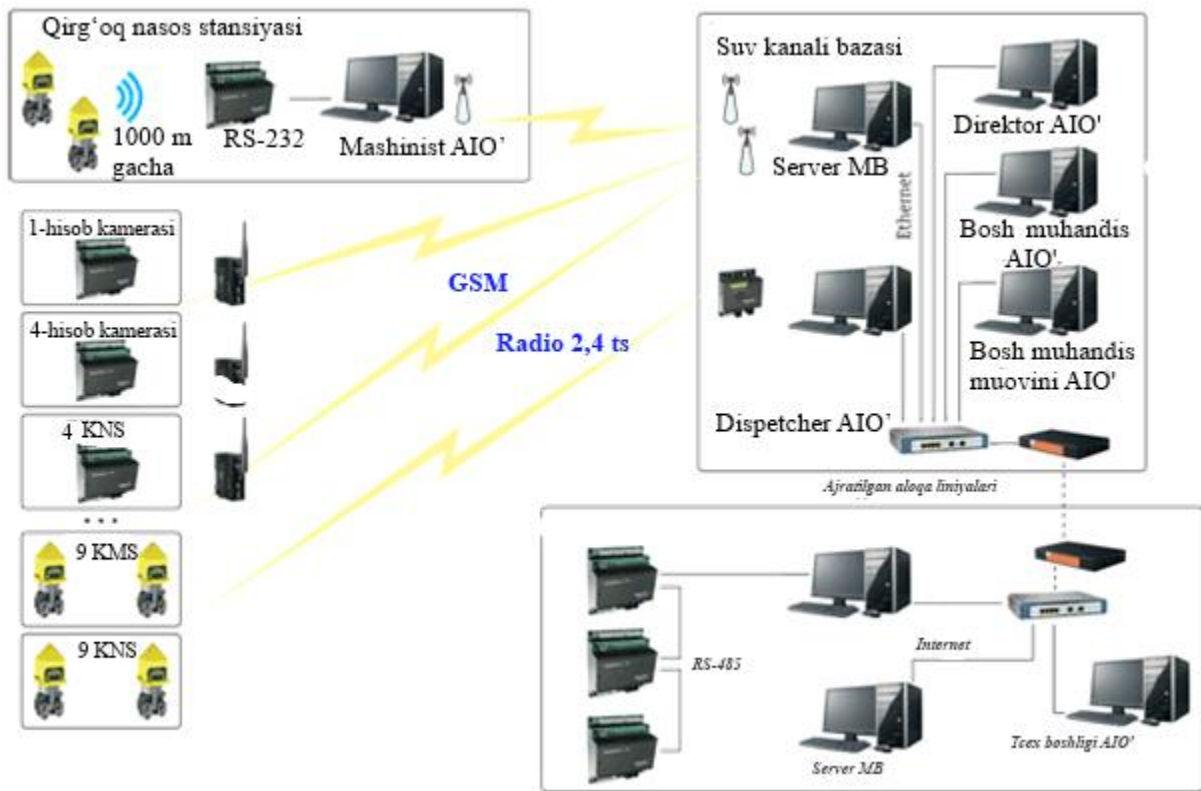 Qirg‘oq nasos stansiyasi
1000 m
gacha
RS-232
Mashinist AIO’
Suv kanali bazasi
Server MB
Ethernet
Direktor AIO'
Bosh muhandis
AIO'.
Bosh muhandis
muovini AIO'
Dispetcher AIO’
1-hisob kamerasi
4-hisob kamerasi
4 KNS
...
9 KMS
9 KNS
GSM
Radio 2,4 ts
Ajratilgan aloqa liniyalari
RS-485
Internet
Server MB
Tcex boshligi AIO'